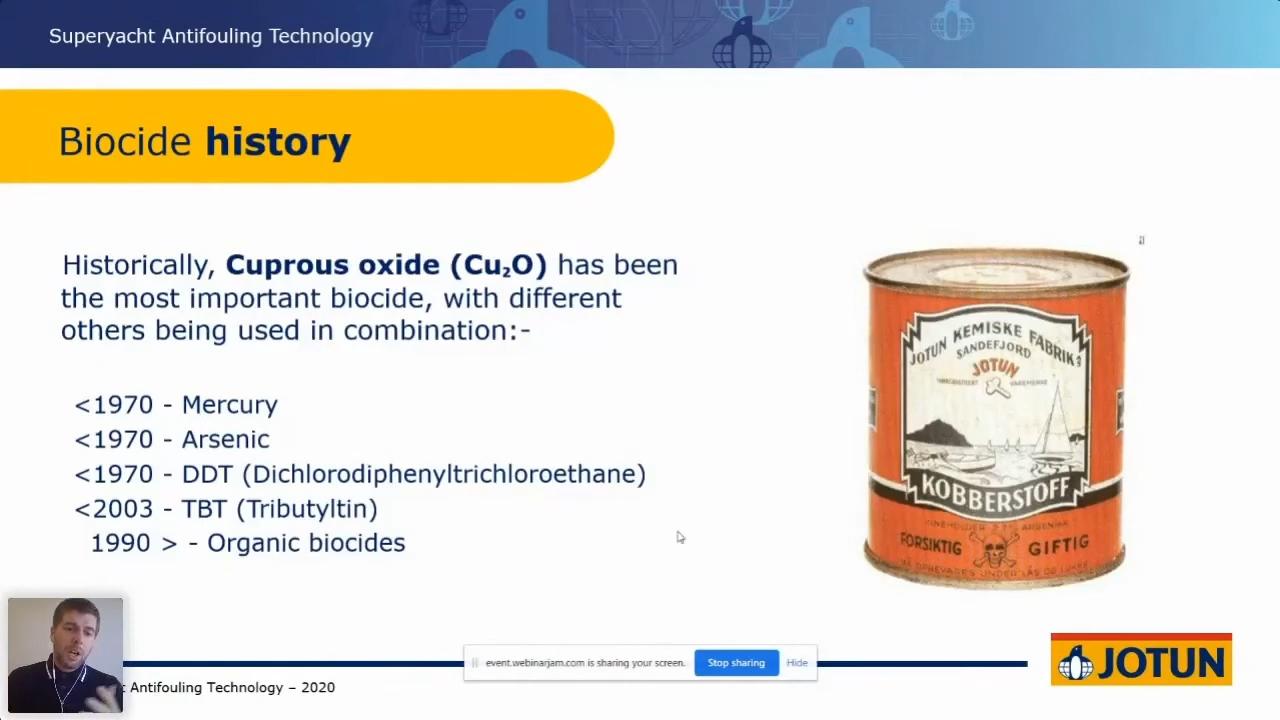 Superyacht Antifouling Technology
Biocide history
Historically, Cuprous oxide (Cu₂O) has been
the most important biocide, with different
others being used in combination:-
<1970 - Mercury
<1970 - Arsenic
<1970 - DDT (Dichlorodiphenyltrichloroethane)
<2003 - TBT (Tributyltin)
1990 > - Organic biocides
JOTUN KEMISKE FABRIK
SANDEFJORD
JOTUN
KOBBERSTOFF
FORSIKTIG GIFTIG
event.webinarjam.com is sharing your screen. Stop sharing Hide
JOTUN
Antifouling Technology – 2020